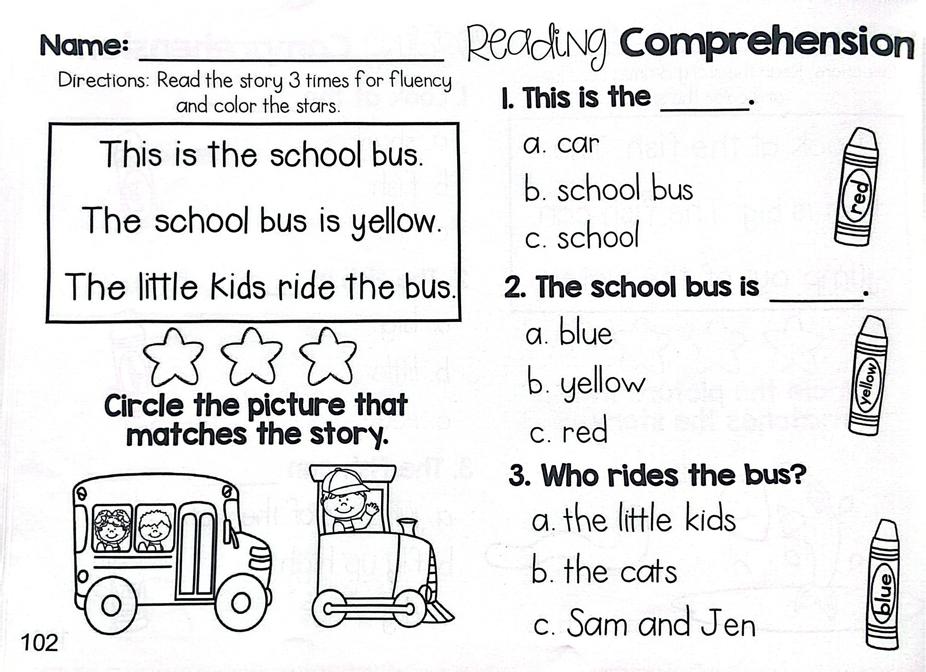 Name:
Directions: Read the story 3 times for fluency
and color the stars.
This is the school bus.
The school bus is yellow.
The little kids ride the bus.
Circle the picture that
matches the story.
102
Reading Comprehension
1. This is the ______.
a. car
b. school bus
c. school
red
2. The school bus is ______.
a. blue
b. yellow
c. red
yellow
3. Who rides the bus?
a. the little kids
b. the cats
c. Sam and Jen
blue